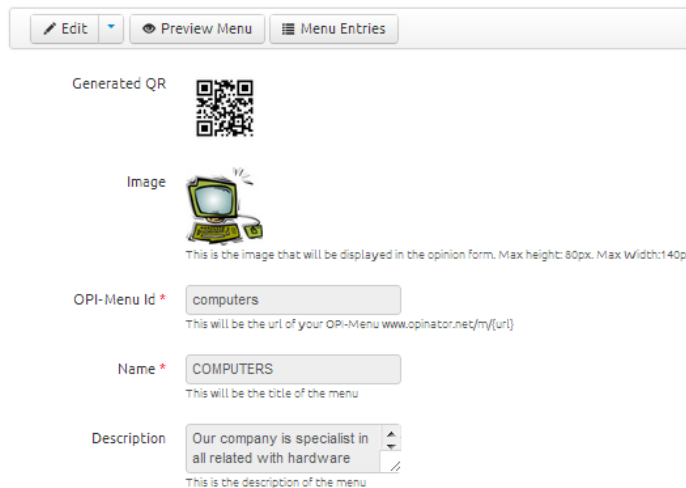 Edit Preview Menu Menu Entries
Generated QR
Image
This is the image that will be displayed in the opinion form. Max height: 80px. Max Width:140p
OPI-Menu Id * computers
This will be the url of your OPI-Menu www.opinator.net/m/{url}
Name * COMPUTERS
This will be the title of the menu
Description Our company is specialist in
all related with hardware
This is the description of the menu